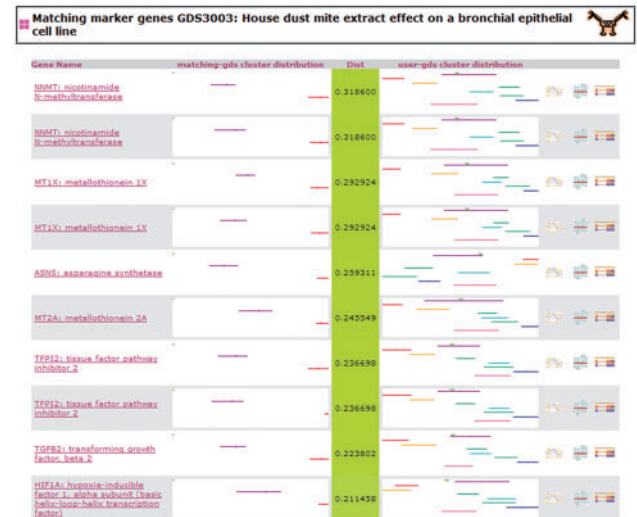 Matching marker genes GDS3003: House dust mite extract effect on a bronchial epithelial
cell line
Gene Name matching-gds cluster distribution Dist user-gds cluster distribution
NNMT: nicotinamide
N-methyltransferase
0.318600
NNMT: nicotinamide
N-methyltransferase
0.318600
MT1X: metallothionein 1X
0.292924
MT1X: metallothionein 1X
0.292924
ASNS: asparagine synthetase
0.259311
MT2A: metallothionein 2A
0.245549
TFPI2: tissue factor pathway
inhibitor 2
0.236698
TFPI2: tissue factor pathway
inhibitor 2
0.236698
TGFB2: transforming growth
factor, beta 2
0.223802
HIF1A: hypoxia-inducible
factor 1, alpha subunit (basic
helix-loop-helix transcription
factor)
0.211458